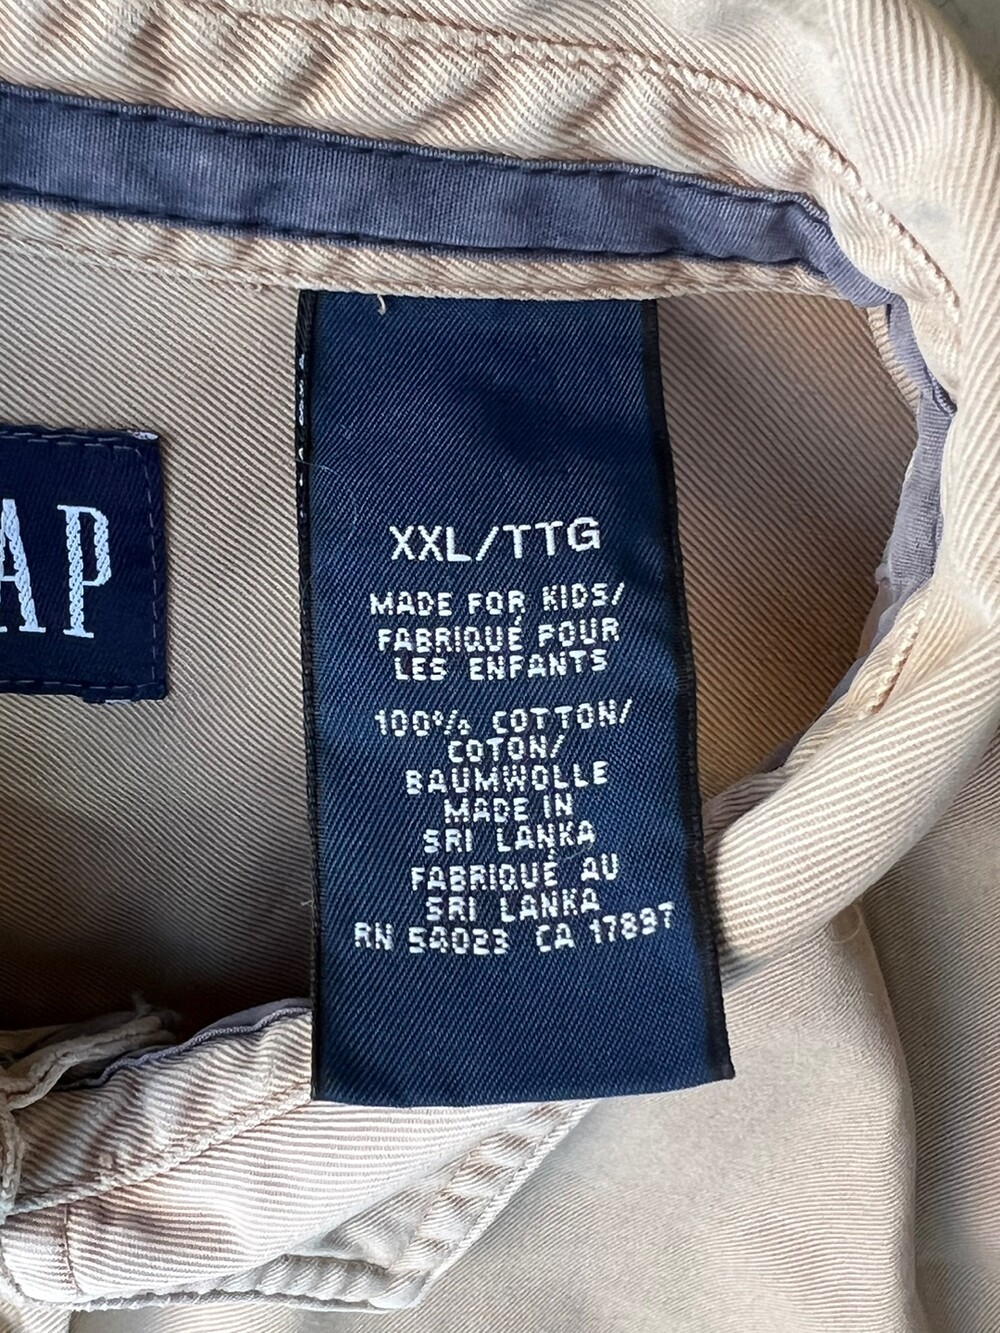 AP
XXL/TTG
MADE FOR KIDS/
FABRIQUÉ POUR
LES ENFANTS
100% COTTON/
COTON/
BAUMWOLLE
MADE IN
SRI LANKA
FABRIQUÉ AU
SRI LANKA
RN 54023 CA 17897